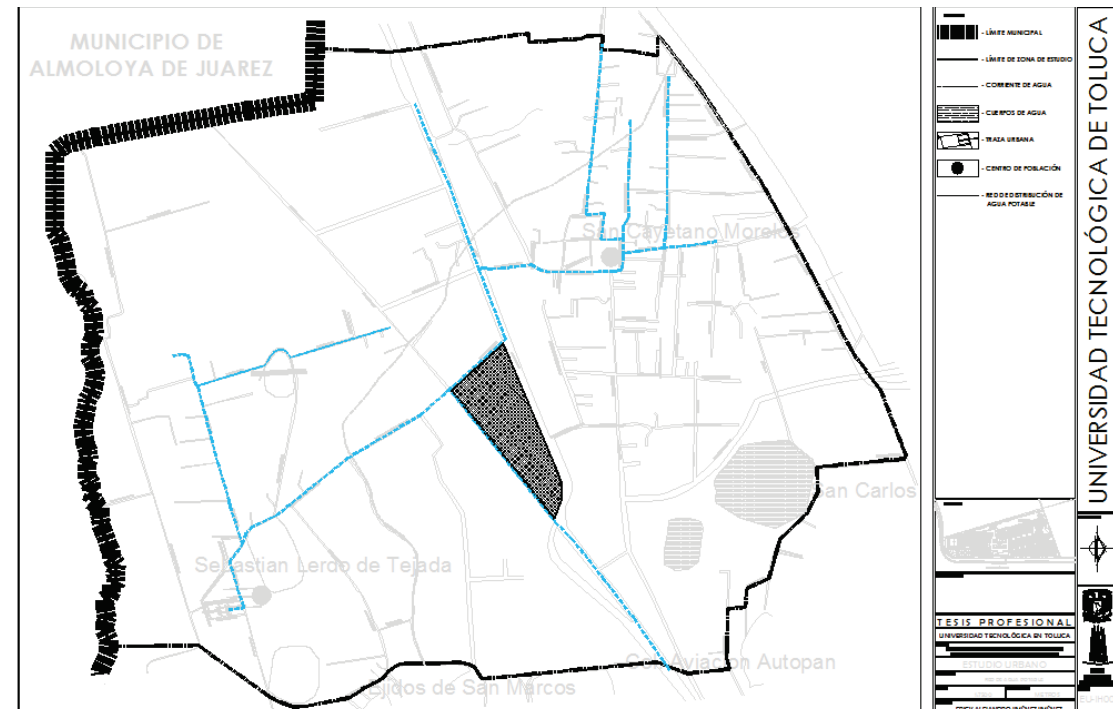 MUNICIPIO DE
ALMOLOYA DE JUAREZ
San Cayetano Morelos
San Carlos
Sebastian Lerdo de Tejada
Col. Aviacion Autopan
Ejidos de San Marcos
- LÍMITE MUNICIPAL
- LÍMITE DE ZONA DE ESTUDIO
- CORRIENTE DE AGUA
- CUERPOS DE AGUA
- TRAZA URBANA
- CENTRO DE POBLACIÓN
- RED DE DISTRIBUCIÓN DE
AGUA POTABLE
UNIVERSIDAD TECNOLÓGICA DE TOLUCA
TESIS PROFESIONAL
UNIVERSIDAD TECNOLÓGICA EN TOLUCA
ESTUDIO URBANO